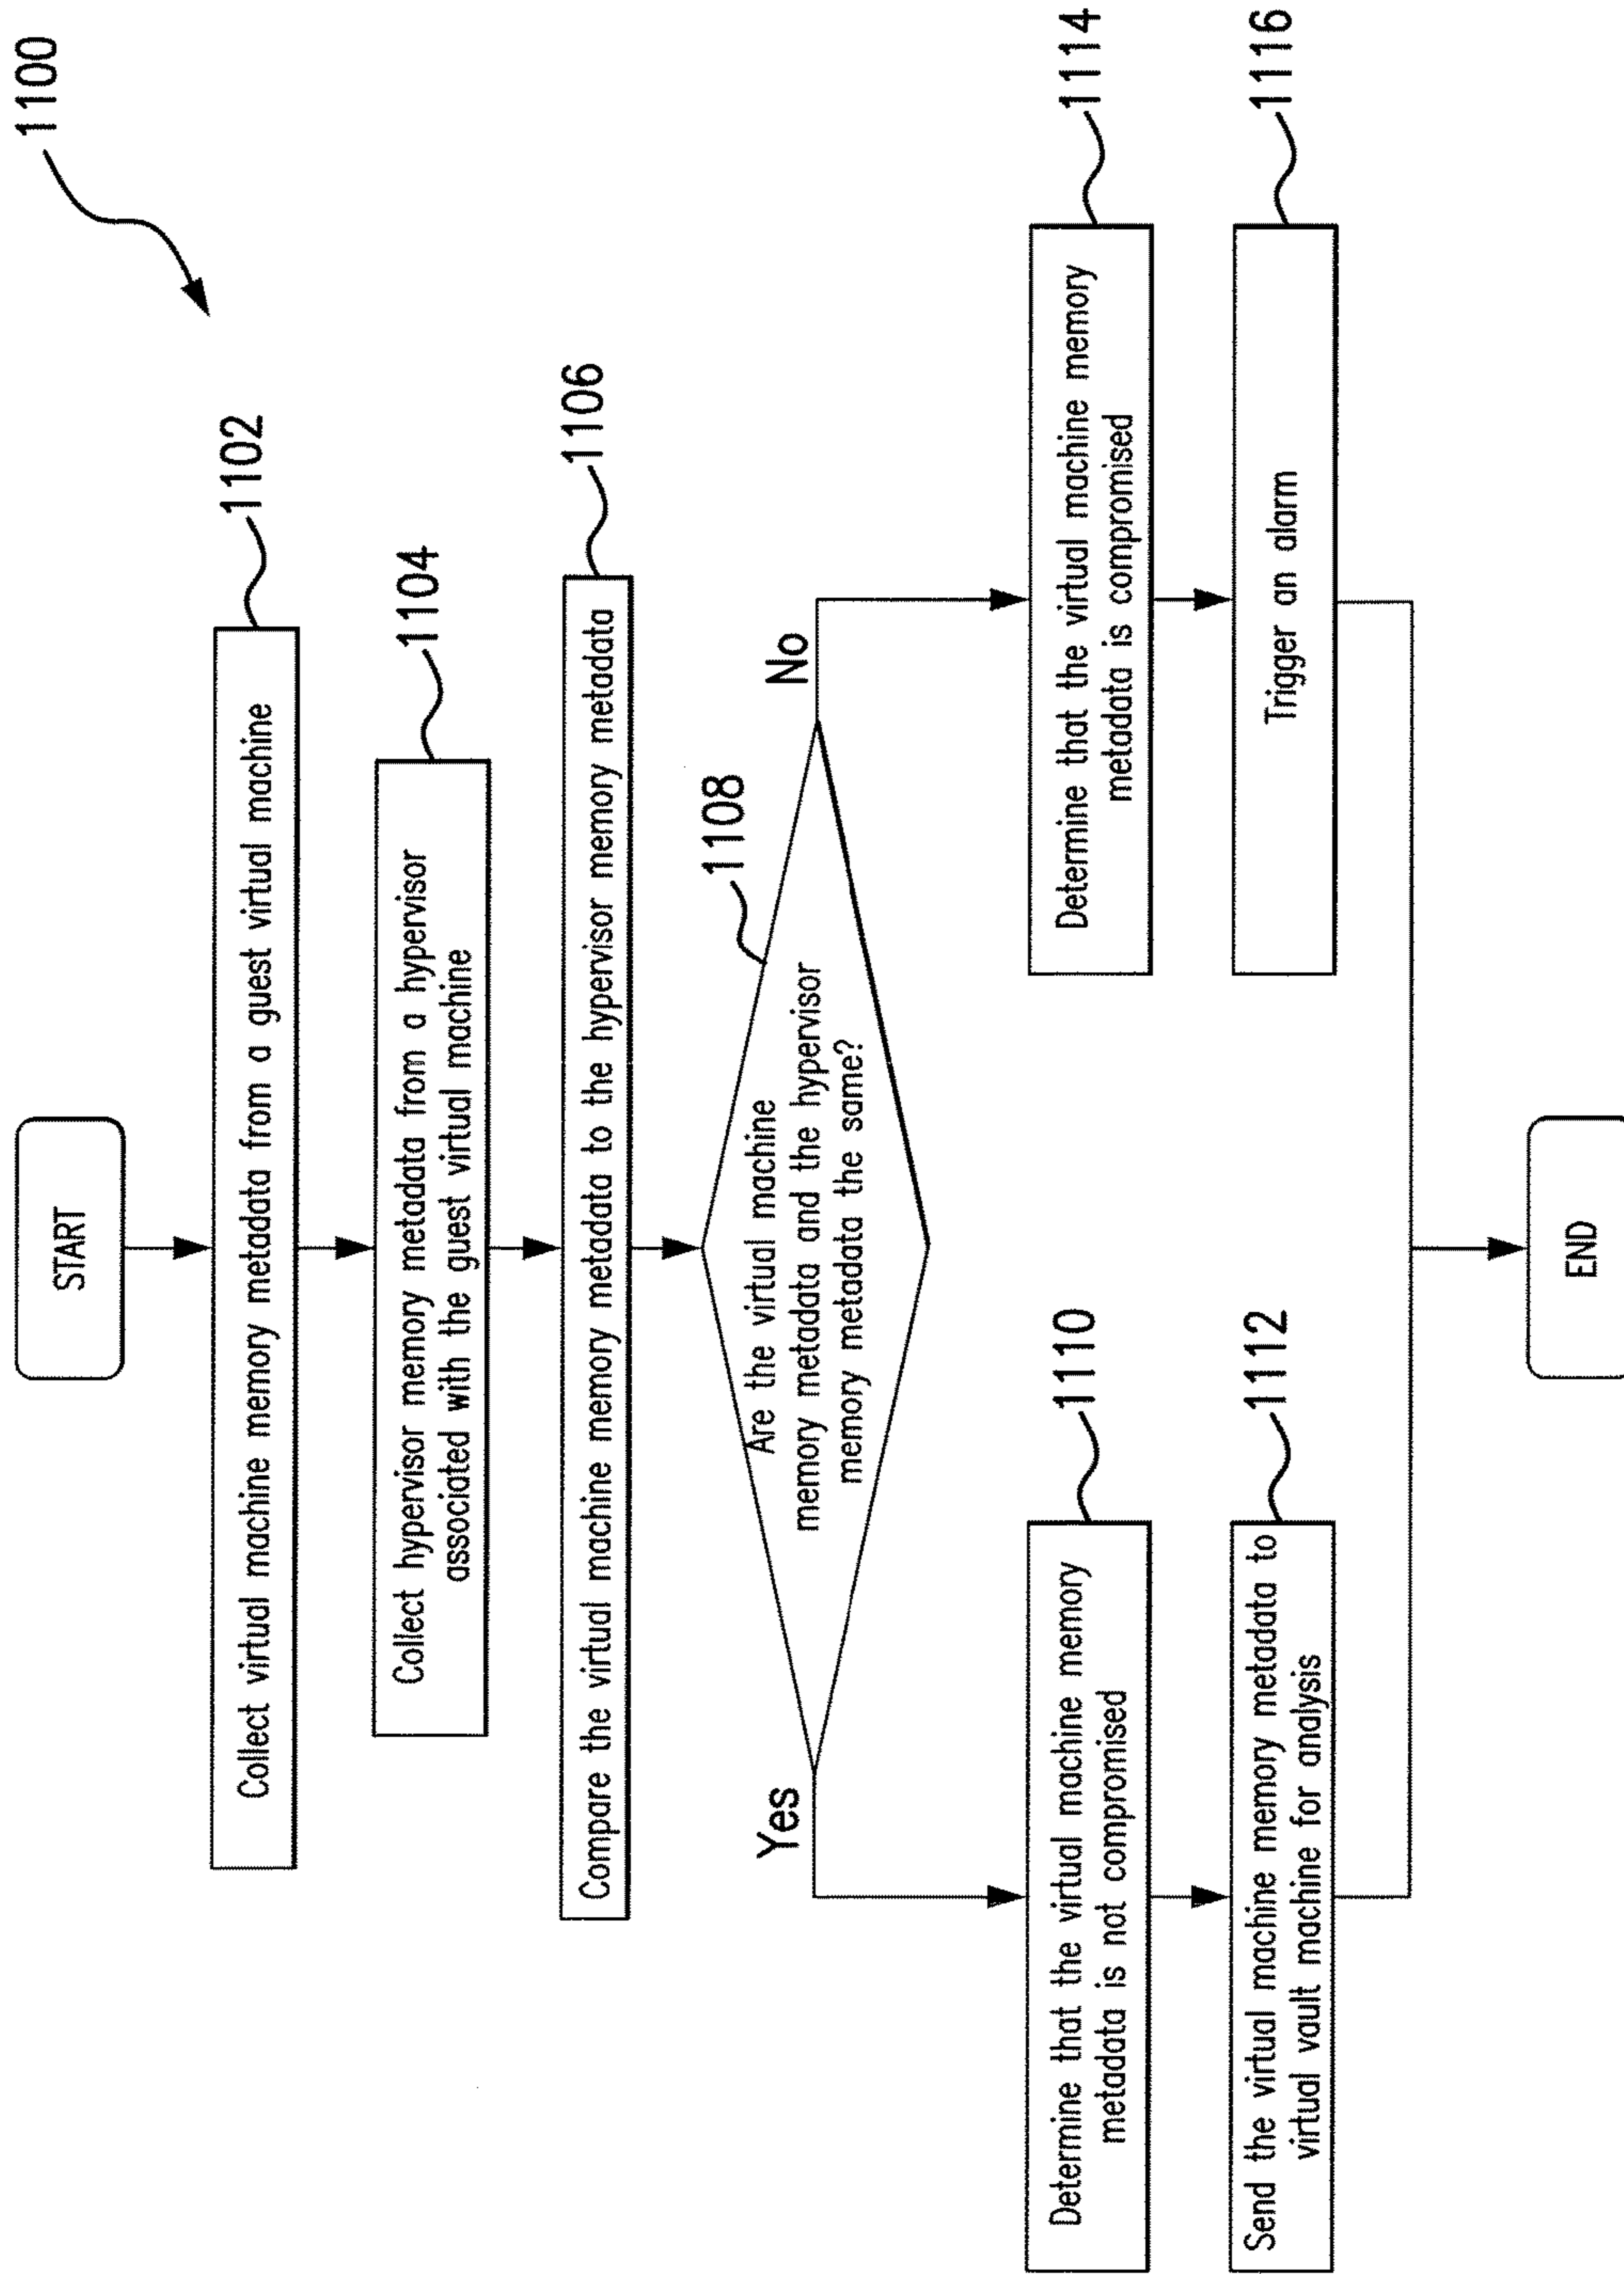 1100
START
Collect virtual machine memory metadata from a guest virtual machine
1102
Collect hypervisor memory metadata from a hypervisor
associated with the guest virtual machine
1104
Compare the virtual machine memory metadata to the hypervisor memory metadata
1106
Are the virtual machine
memory metadata and the hypervisor
memory metadata the same?
1108
Yes
No
Determine that the virtual machine memory
metadata is not compromised
1110
Send the virtual machine memory metadata to
virtual vault machine for analysis
1112
Determine that the virtual machine memory
metadata is compromised
1114
Trigger an alarm
1116
END